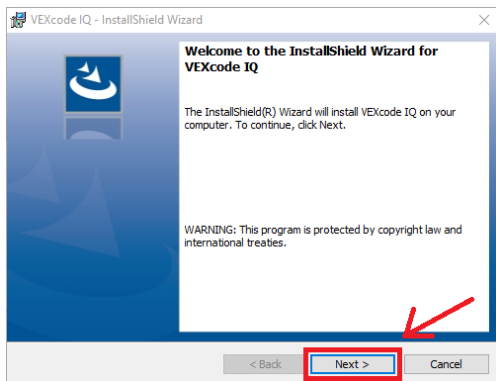 VEXcode IQ - InstallShield Wizard
Welcome to the InstallShield Wizard for
VEXcode IQ
The InstallShield(R) Wizard will install VEXcode IQ on your
computer. To continue, click Next.
WARNING: This program is protected by copyright law and
international treaties.
< Back Next > Cancel